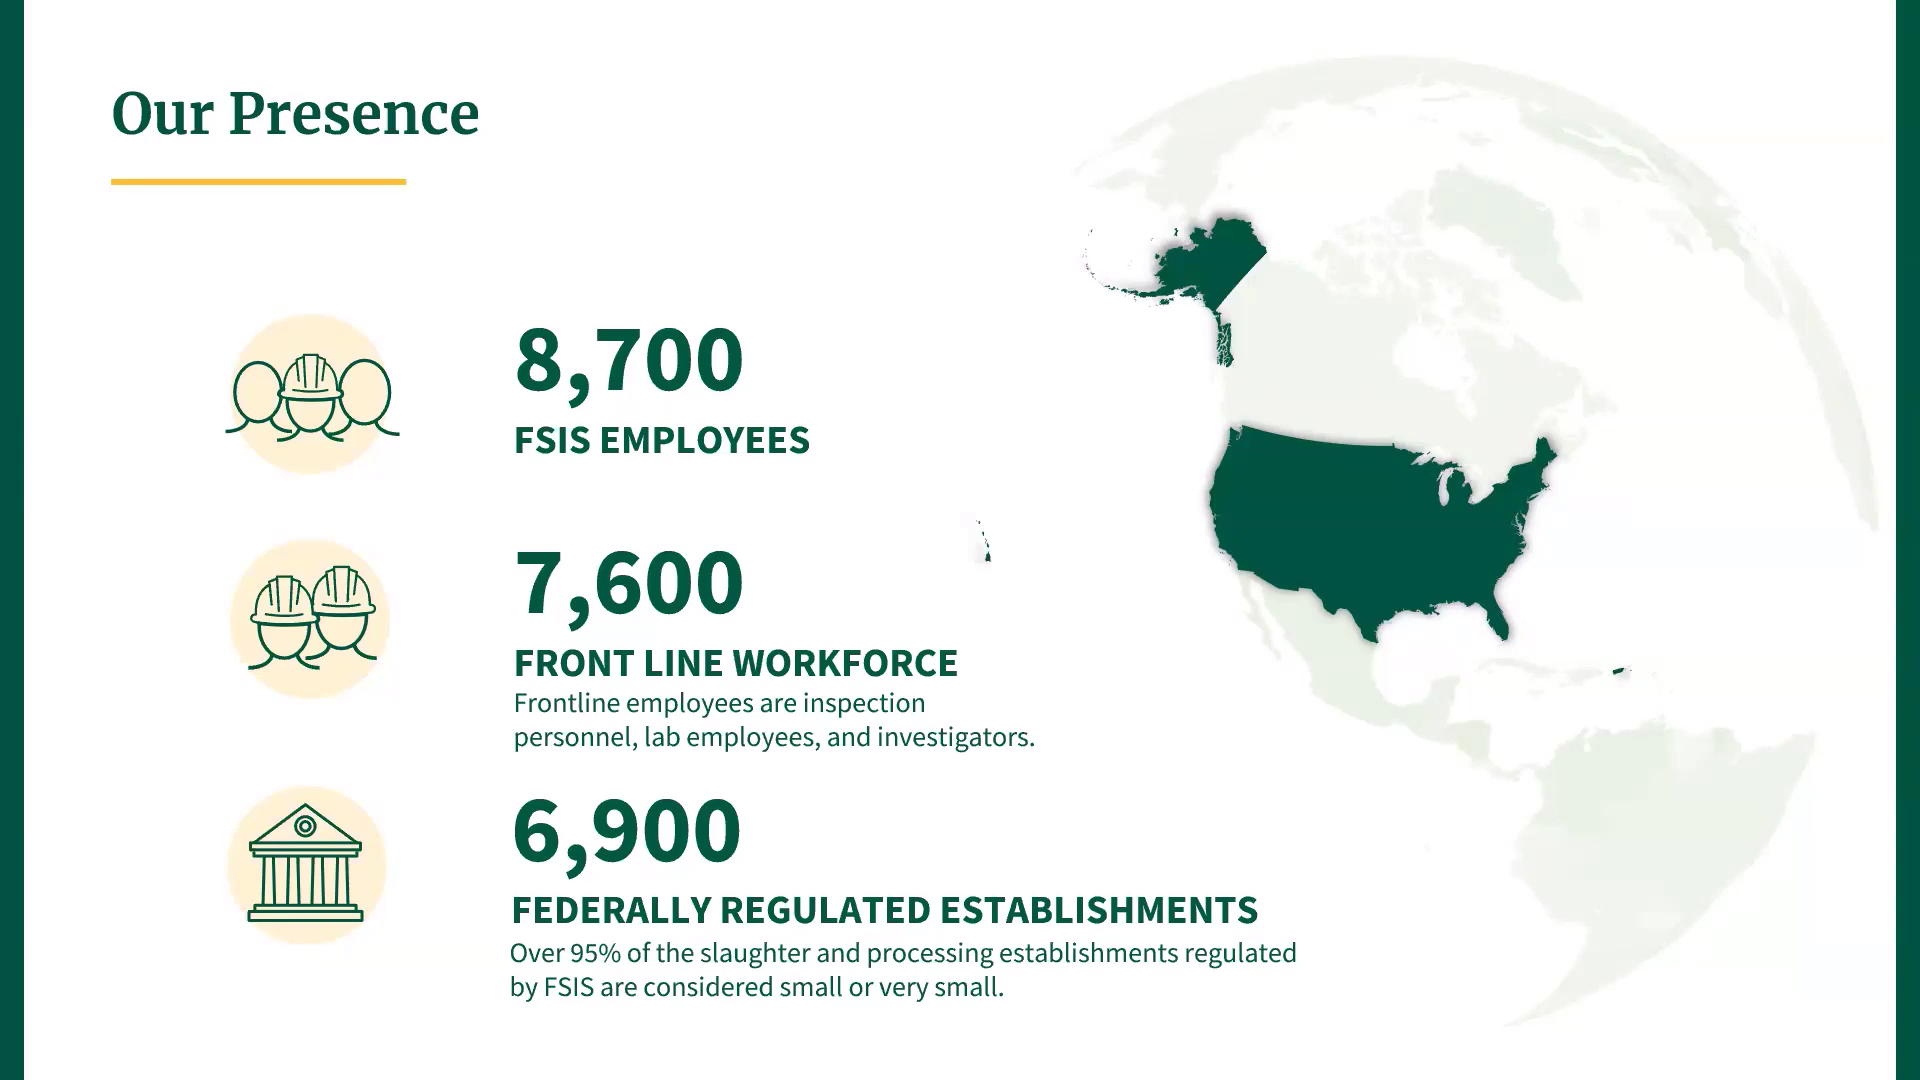 Our Presence
8,700
FSIS EMPLOYEES
7,600
FRONT LINE WORKFORCE
Frontline employees are inspection
personnel, lab employees, and investigators.
6,900
FEDERALLY REGULATED ESTABLISHMENTS
Over 95% of the slaughter and processing establishments regulated
by FSIS are considered small or very small.